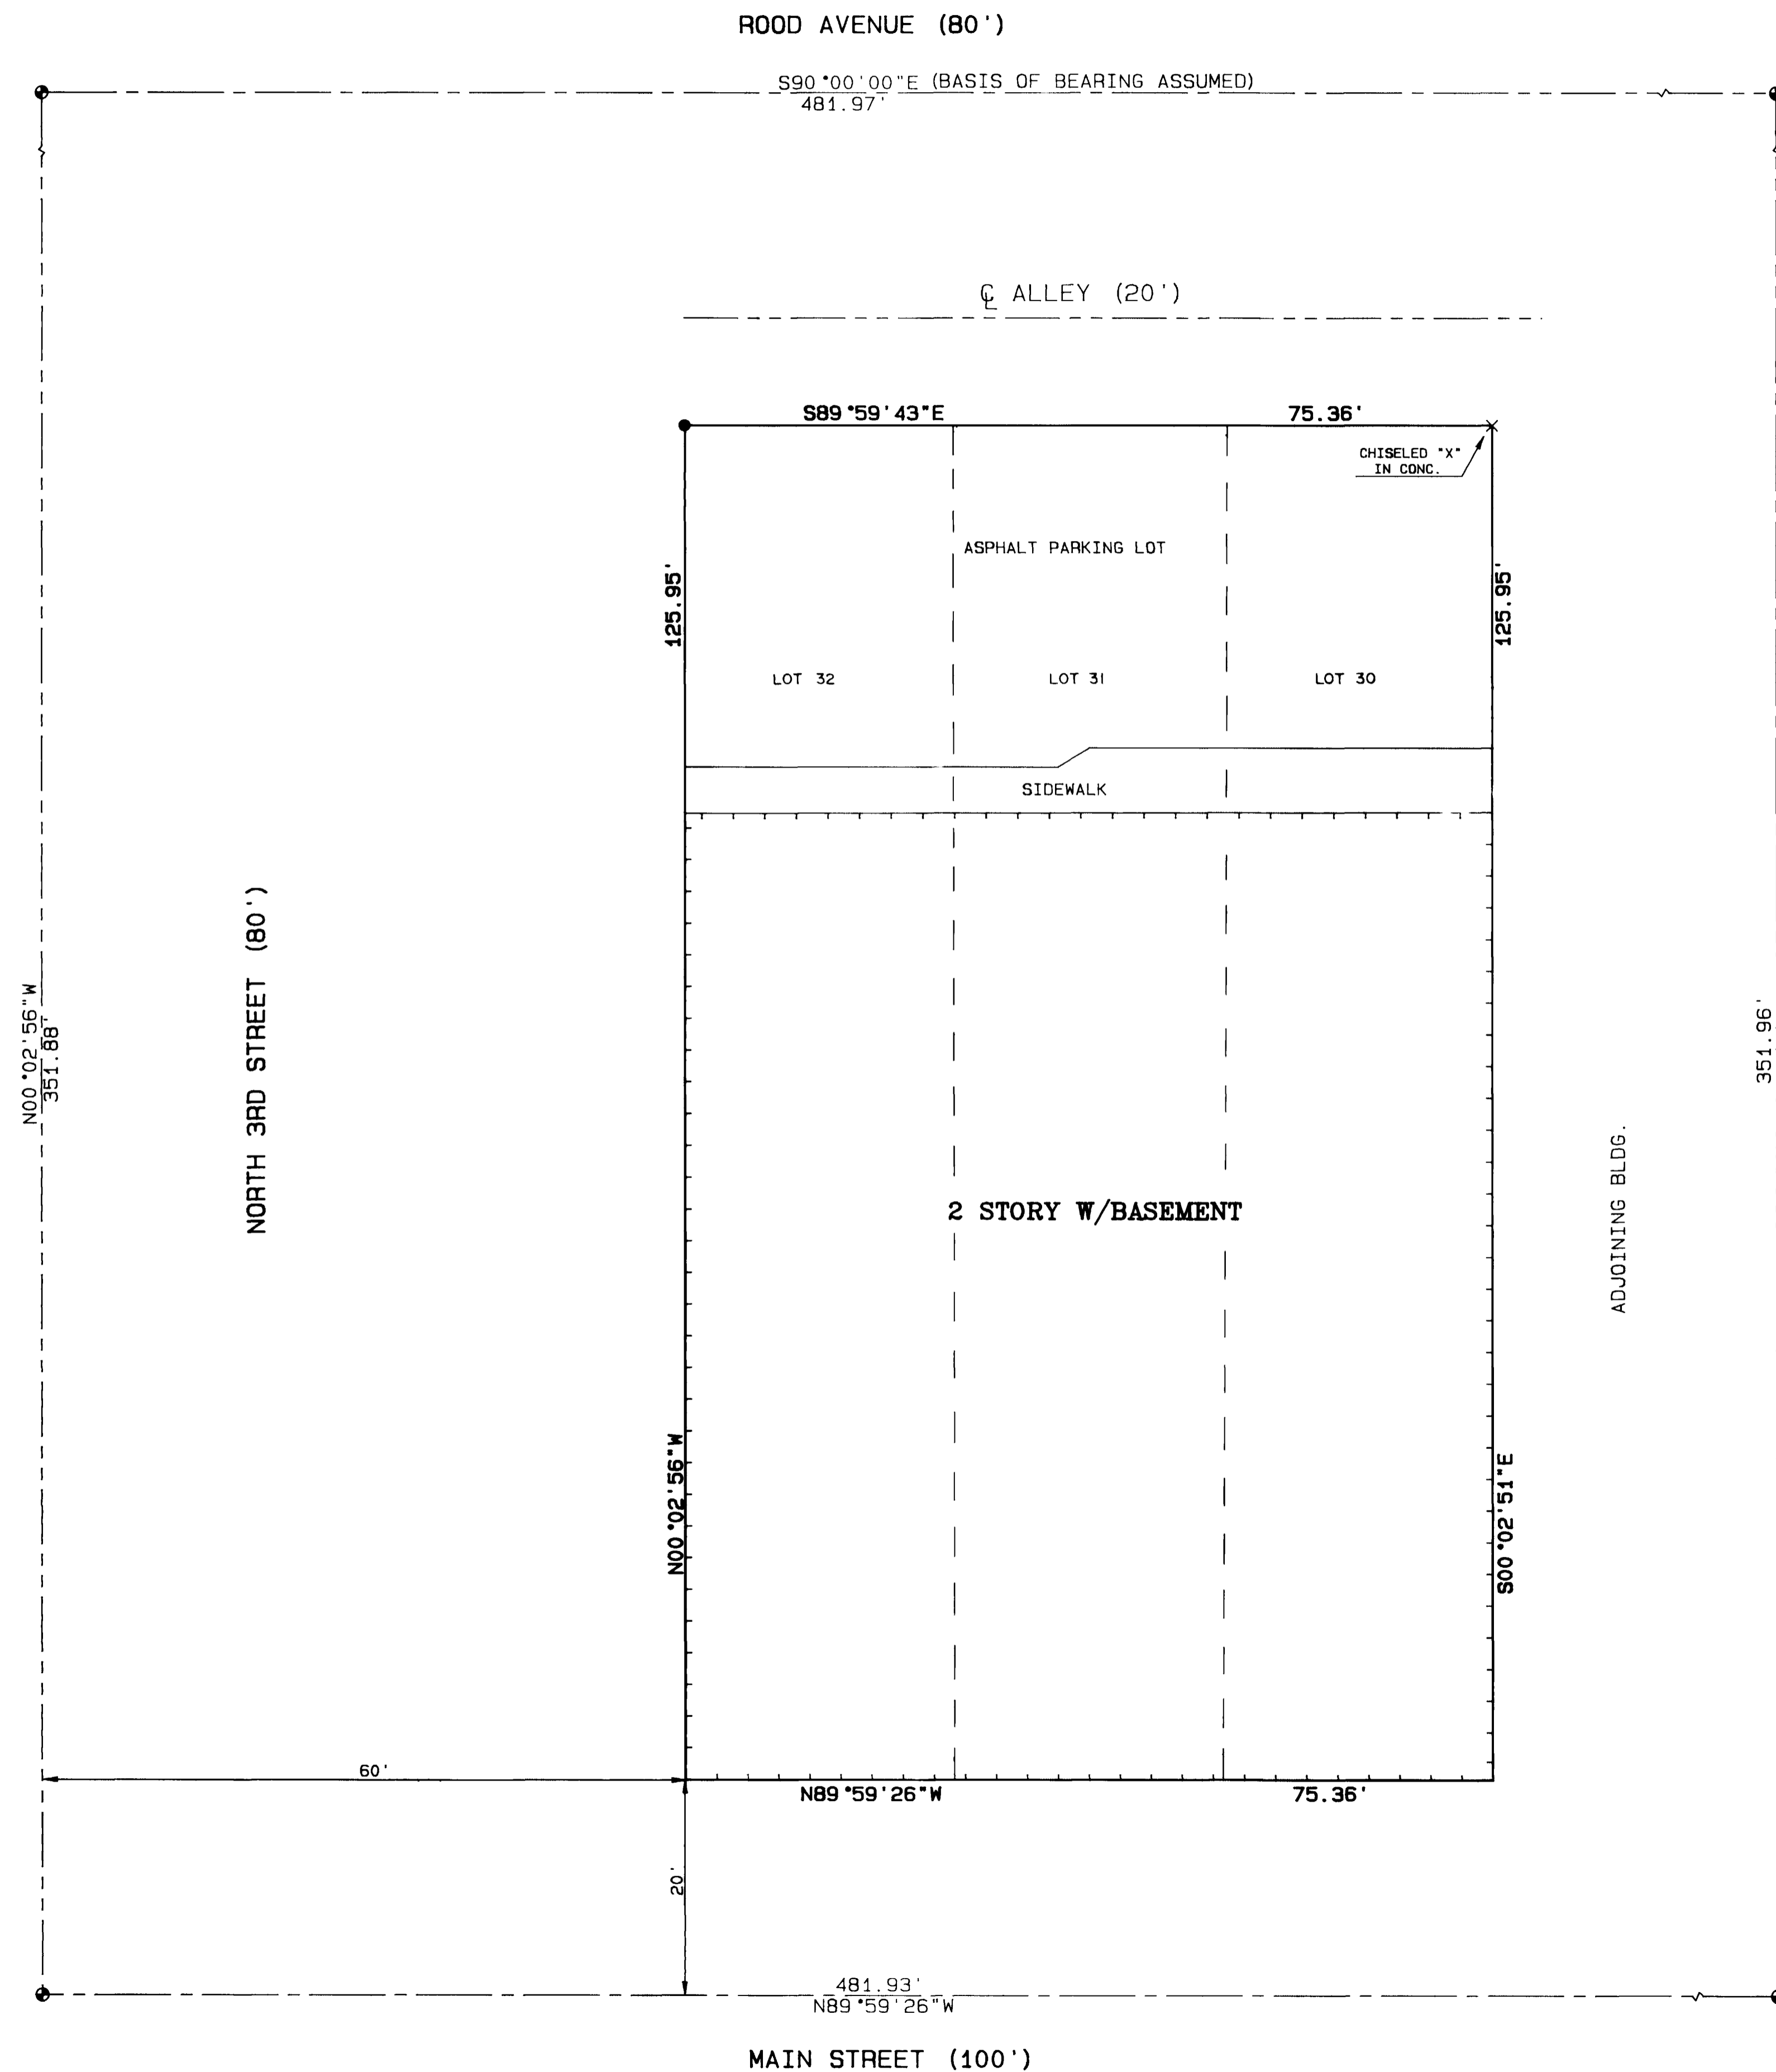 ROOD AVENUE (80')
S90°00'00"E (BASIS OF BEARING ASSUMED)
481.97'
℄ ALLEY (20')
S89°59'43"E
75.36'
CHISELED "X"
IN CONC.
ASPHALT PARKING LOT
125.95'
125.95'
LOT 32
LOT 31
LOT 30
SIDEWALK
NORTH 3RD STREET (80')
N00°02'56"W
351.88'
351.96'
ADJOINING BLDG.
2 STORY W/BASEMENT
N00°02'56"W
S00°02'51"E
60'
N89°59'26"W
75.36'
20'
481.93'
N89°59'26"W
MAIN STREET (100')